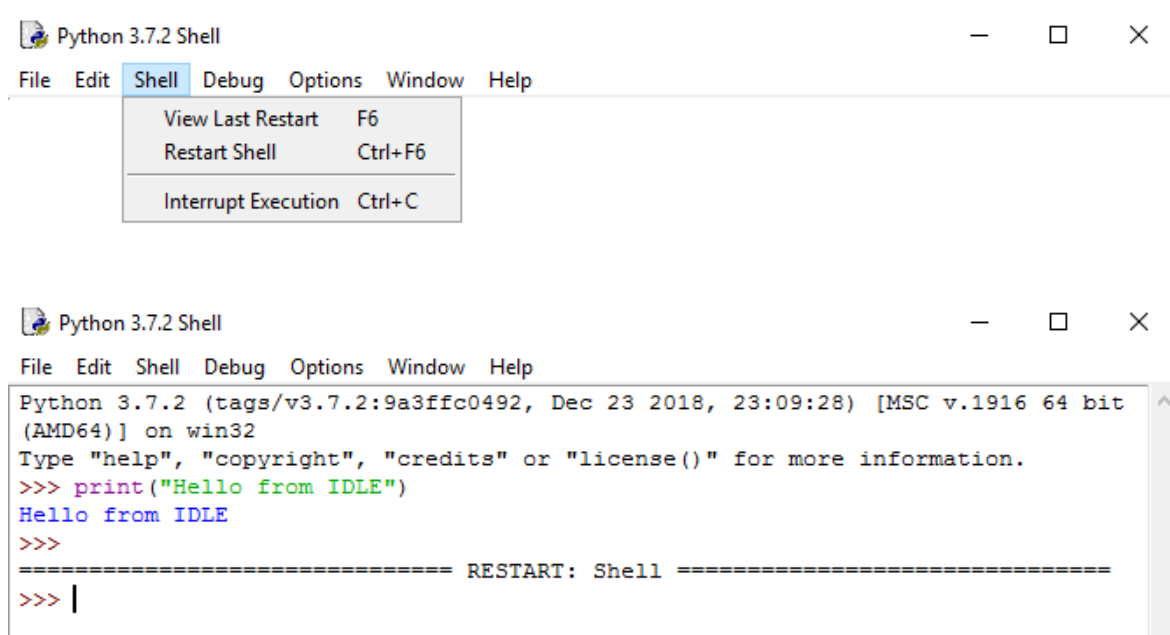 Python 3.7.2 Shell
File Edit Shell Debug Options Window Help
View Last Restart F6
Restart Shell Ctrl+F6
Interrupt Execution Ctrl+C
Python 3.7.2 Shell
File Edit Shell Debug Options Window Help
Python 3.7.2 (tags/v3.7.2:9a3ffc0492, Dec 23 2018, 23:09:28) [MSC v.1916 64 bit
(AMD64)] on win32
Type "help", "copyright", "credits" or "license()" for more information.
>>> print("Hello from IDLE")
Hello from IDLE
>>>
=============================== RESTART: Shell ===============================
>>>